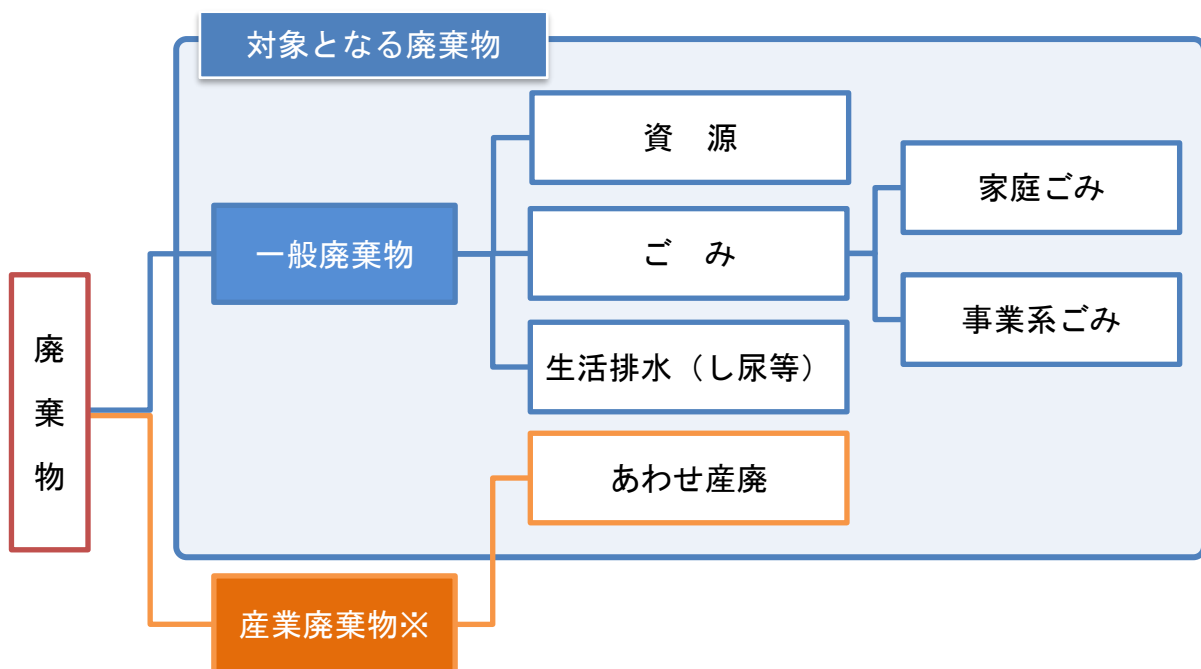 対象となる廃棄物
資　源
家庭ごみ
一般廃棄物
ご　み
事業系ごみ
廃棄物
生活排水（し尿等）
あわせ産廃
産業廃棄物※